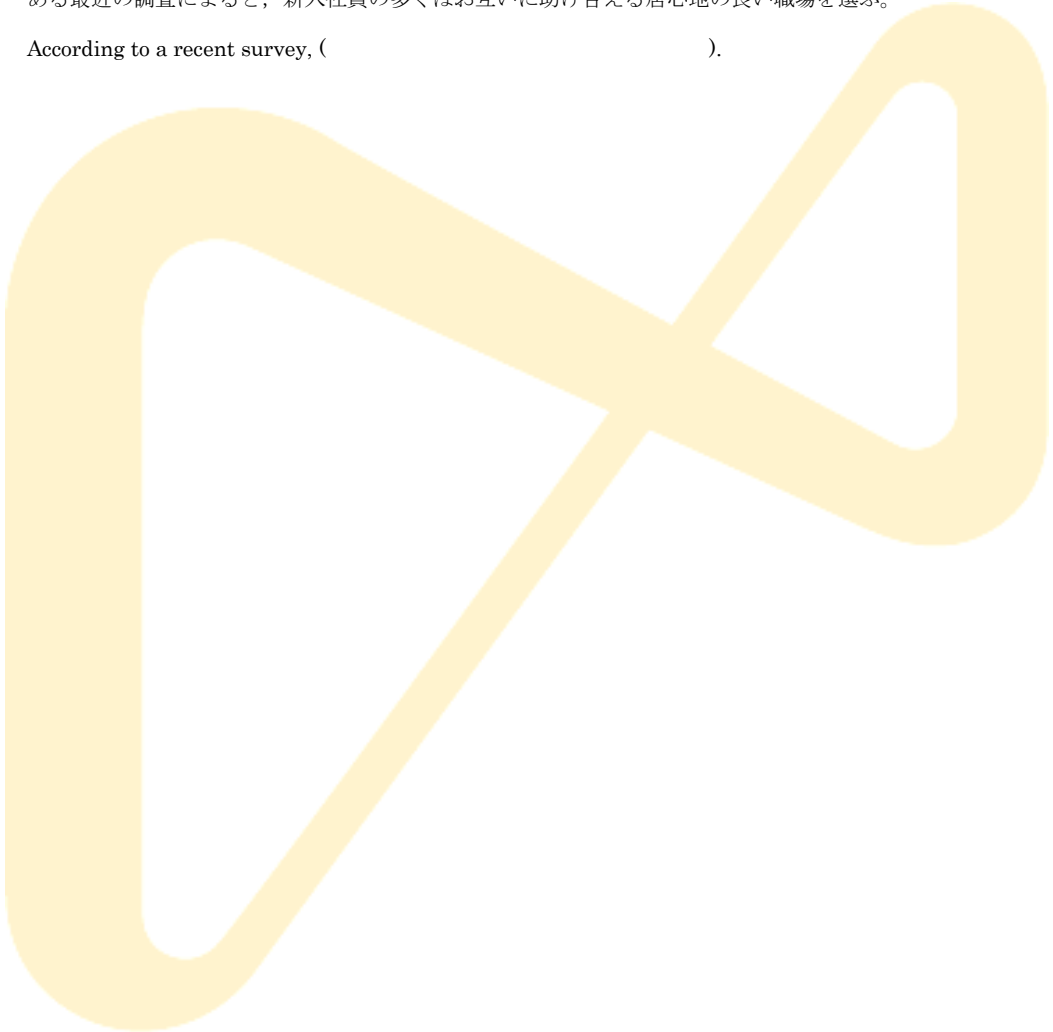 ある最近の調査によると，新入社員の多くはお互いに助け合える居心地の良い職場を選ぶ。
According to a recent survey, ( ).